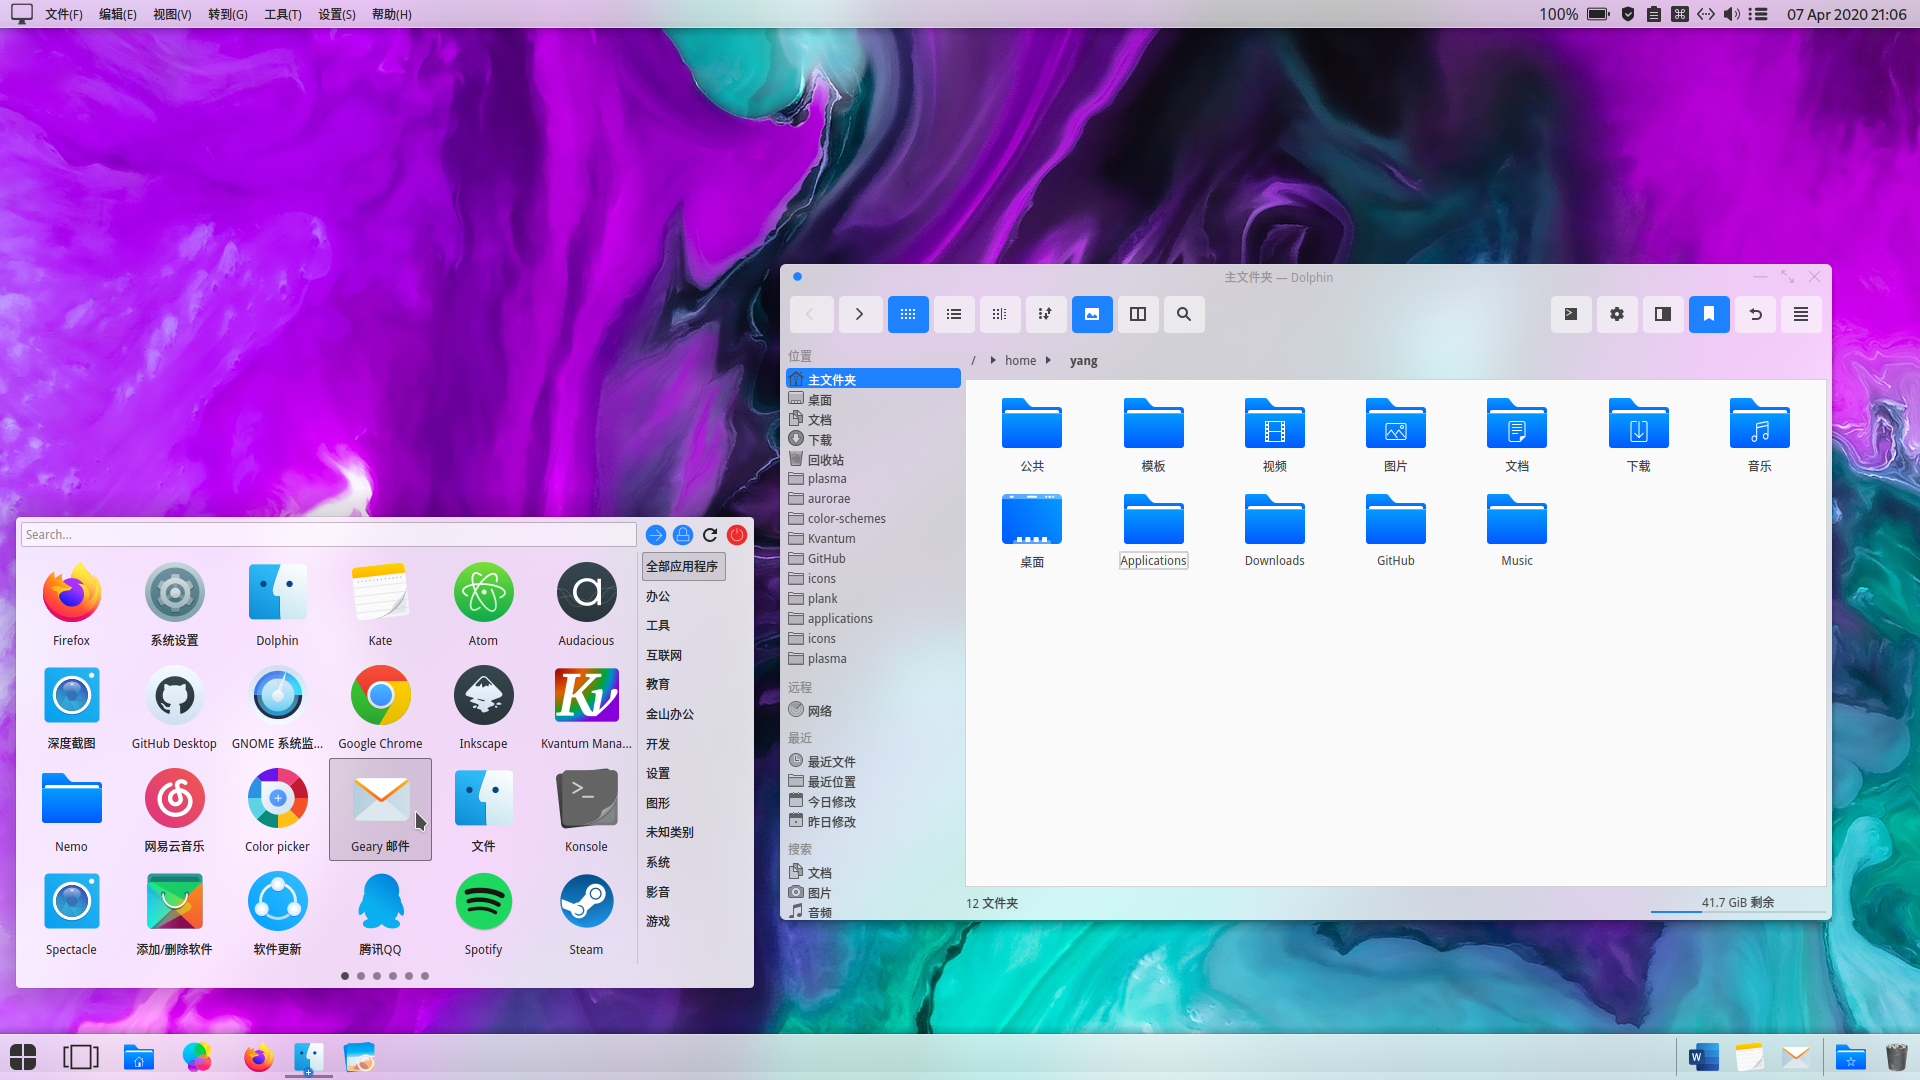 文件(F) 编辑(E) 视图(V) 转到(G) 工具(T) 设置(S) 帮助(H)
100% 07 Apr 2020 21:06
主文件夹 — Dolphin
位置
主文件夹
桌面
文档
下载
回收站
plasma
aurorae
color-schemes
Kvantum
GitHub
icons
plank
applications
icons
plasma
远程
网络
最近
最近文件
最近位置
今日修改
昨日修改
搜索
文档
图片
音频
/ home yang
公共 模板 视频 图片 文档 下载 音乐
桌面 Applications Downloads GitHub Music
12 文件夹
41.7 GiB 剩余
Search...
Firefox 系统设置 Dolphin Kate Atom Audacious
深度截图 GitHub Desktop GNOME 系统监... Google Chrome Inkscape Kvantum Mana...
Nemo 网易云音乐 Color picker Geary 邮件 文件 Konsole
Spectacle 添加/删除软件 软件更新 腾讯QQ Spotify Steam
全部应用程序
办公
工具
互联网
教育
金山办公
开发
设置
图形
未知类别
系统
影音
游戏